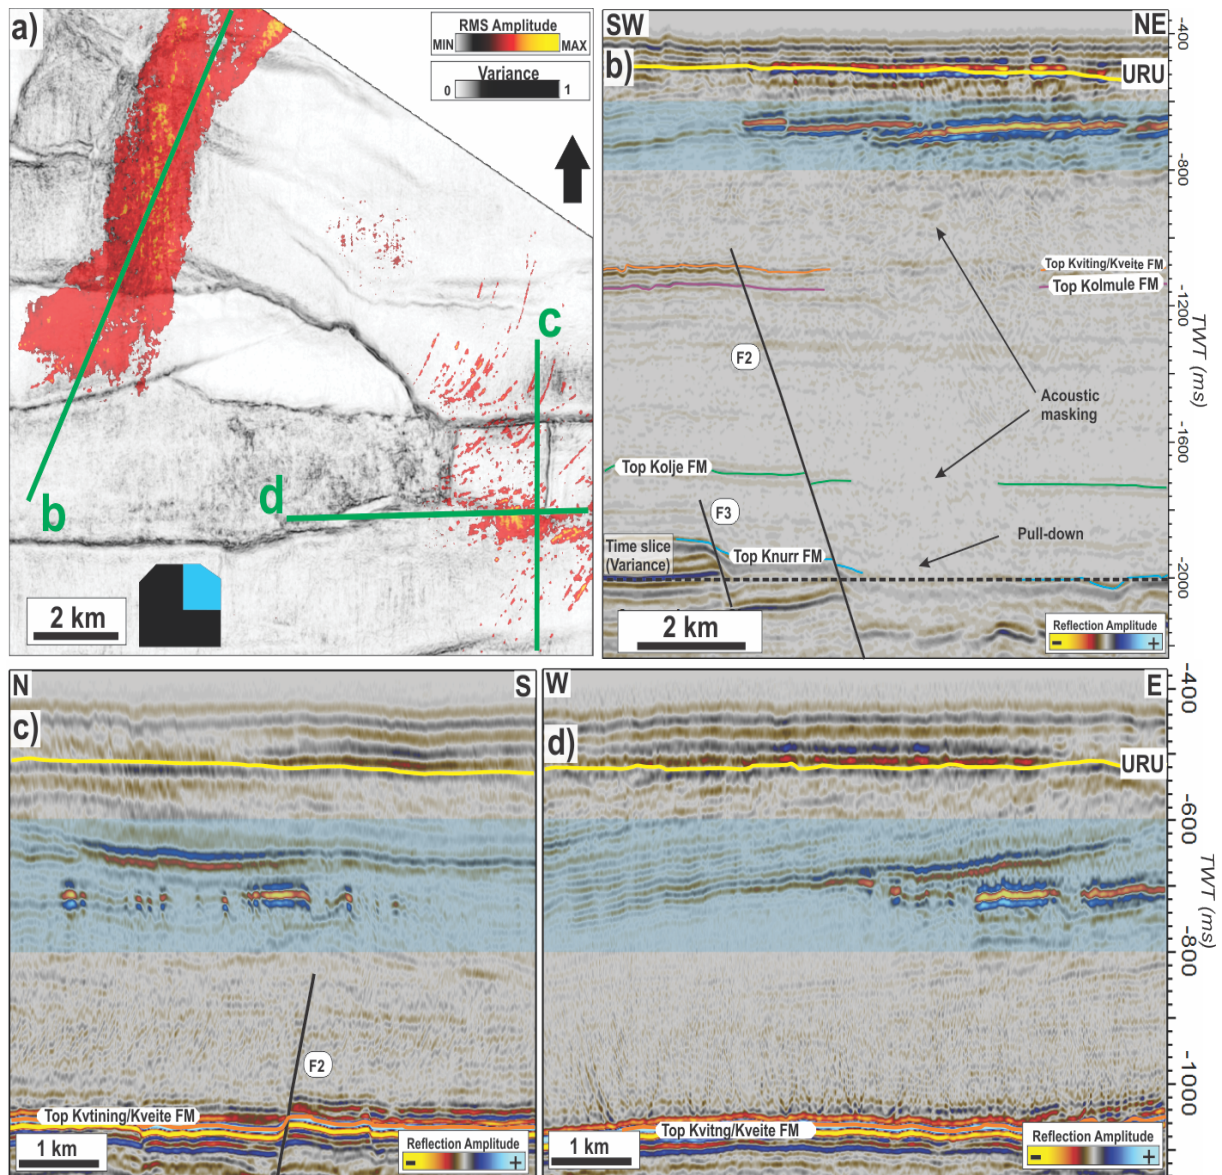 a)
RMS Amplitude
MIN MAX
Variance
0 1
c
d
b
2 km
SW NE
b)
URU
-400
-800
Top Kviting/Kveite FM
Top Kolmule FM
-1200
TWT (ms)
F2
Acoustic
masking
-1600
Top Kolje FM
F3
Pull-down
Time slice
(Variance)
Top Knurr FM
-2000
2 km
Reflection Amplitude
- +
N S
c)
F2
Top Kvtining/Kveite FM
1 km
Reflection Amplitude
- +
W E
d)
URU
-400
-600
TWT (ms)
-800
-1000
Top Kvitng/Kveite FM
1 km
Reflection Amplitude
- +